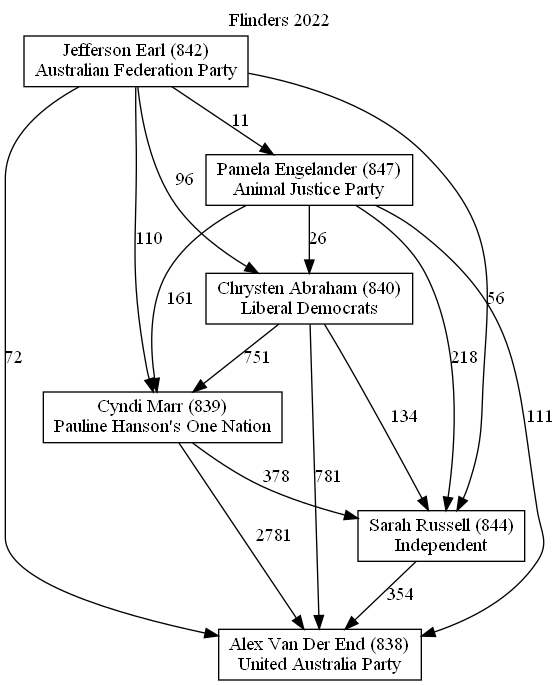 Flinders 2022
Jefferson Earl (842)
Australian Federation Party
11
Pamela Engelander (847)
Animal Justice Party
96
110
26
161
Chrysten Abraham (840)
Liberal Democrats
56
72
751
218
Cyndi Marr (839)
Pauline Hanson's One Nation
134
111
378
781
2781
Sarah Russell (844)
Independent
354
Alex Van Der End (838)
United Australia Party